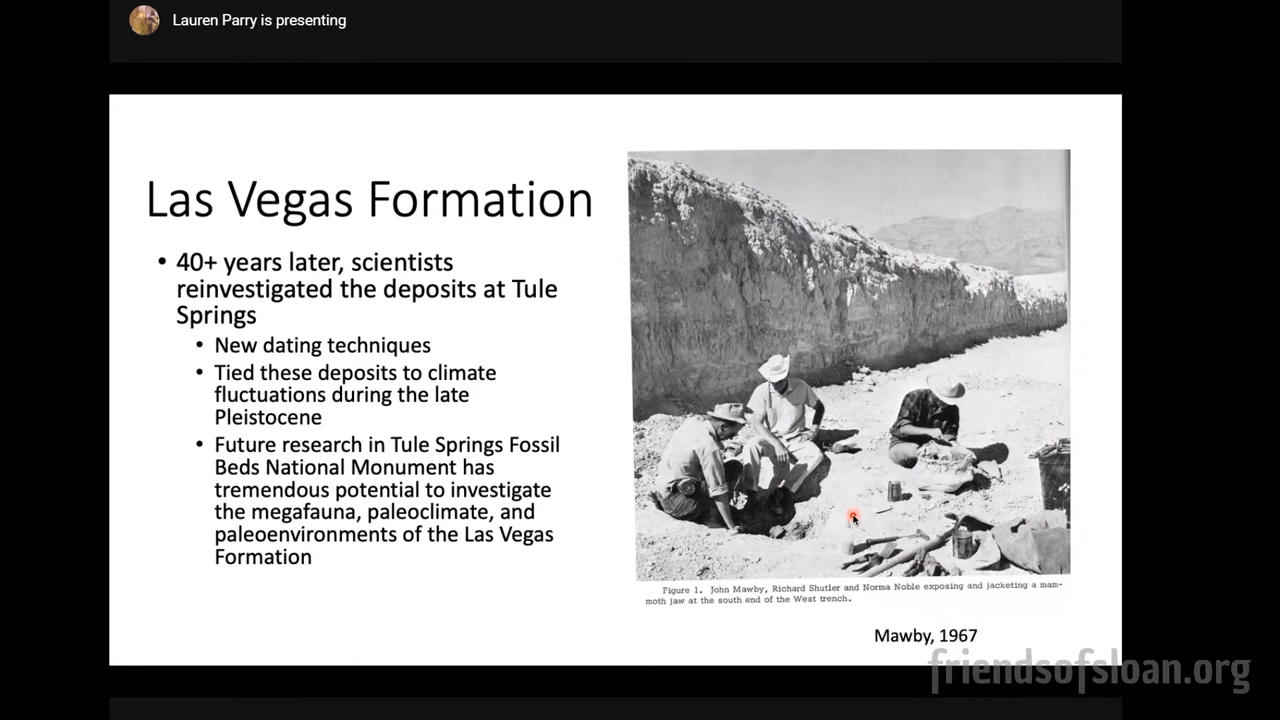 Lauren Parry is presenting
Las Vegas Formation
• 40+ years later, scientists
reinvestigated the deposits at Tule
Springs
• New dating techniques
• Tied these deposits to climate
fluctuations during the late
Pleistocene
• Future research in Tule Springs Fossil
Beds National Monument has
tremendous potential to investigate
the megafauna, paleoclimate, and
paleoenvironments of the Las Vegas
Formation
Figure 1. John Mawby, Richard Shutler and Norma Noble exposing and jacketing a mam-
moth jaw at the south end of the West trench.
Mawby, 1967
friendsofsloan.org